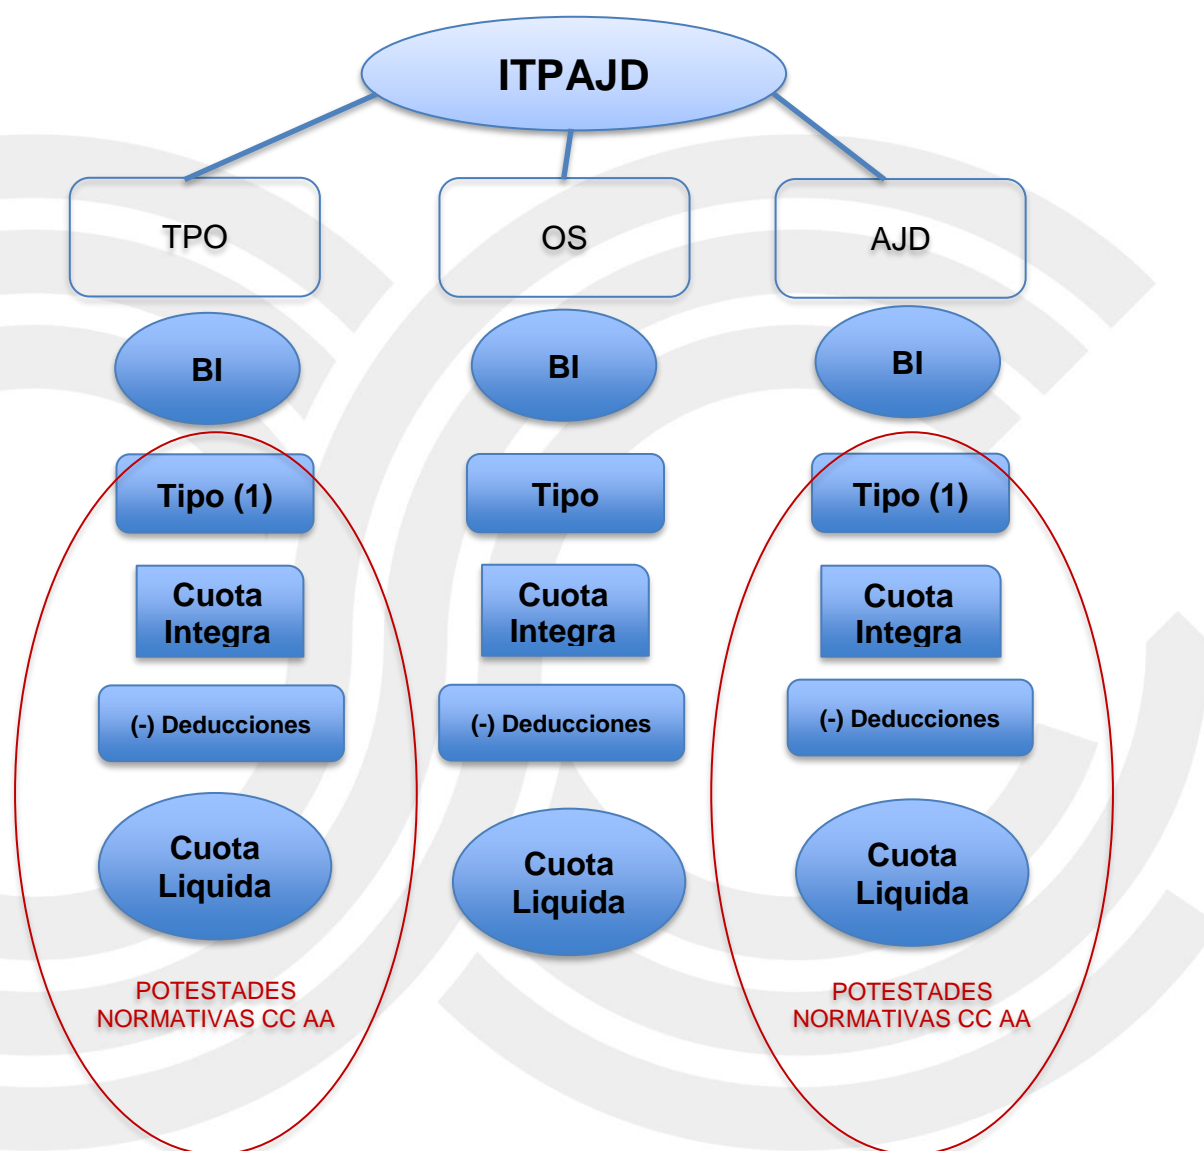 ITPAJD
TPO
OS
AJD
BI
BI
BI
Tipo (1)
Tipo
Tipo (1)
Cuota
Integra
Cuota
Integra
Cuota
Integra
(-) Deducciones
(-) Deducciones
(-) Deducciones
Cuota
Liquida
Cuota
Liquida
Cuota
Liquida
POTESTADES
NORMATIVAS CC AA
POTESTADES
NORMATIVAS CC AA